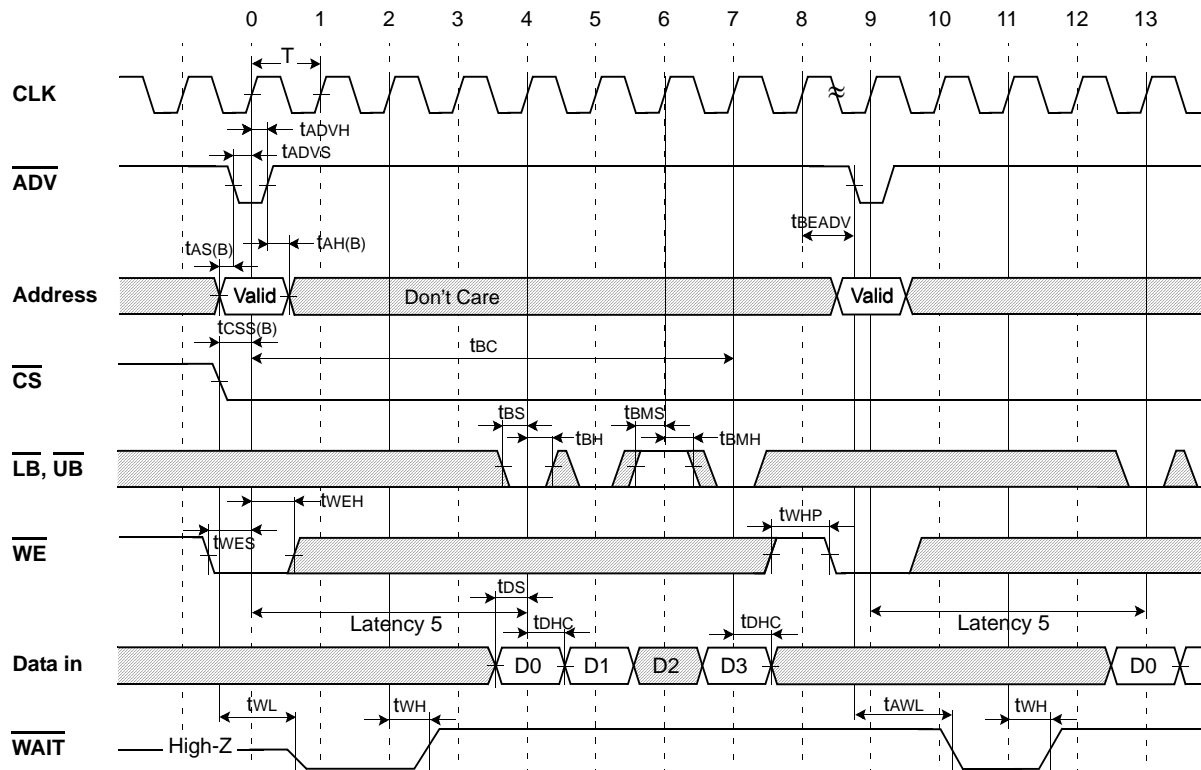 0 1 2 3 4 5 6 7 8 9 10 11 12 13
T
CLK
tADVH
tADVS
ADV
tBEADV
tAS(B) tAH(B)
Address Valid Don't Care Valid
tCSS(B)
tBC
CS
tBS tBMS
tBH tBMH
LB, UB
tWEH
tWHP
tWES
WE
tDS
Latency 5 Latency 5
tDHC tDHC
Data in D0 D1 D2 D3 D0
tWL tWH tAWL tWH
WAIT High-Z